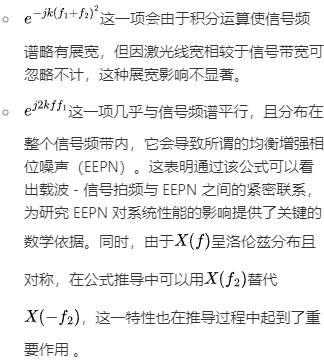 ○ $e^{-jk(f_1+f_2)^2}$这一项会由于积分运算使信号频
谱略有展宽，但因激光线宽相较于信号带宽可
忽略不计，这种展宽影响不显著。
○ $e^{j2kff_1}$这一项几乎与信号频谱平行，且分布在
整个信号频带内，它会导致所谓的均衡增强相
位噪声（EEPN）。这表明通过该公式可以看
出载波 - 信号拍频与 EEPN 之间的紧密联系，
为研究 EEPN 对系统性能的影响提供了关键的
数学依据。同时，由于$X(f)$呈洛伦兹分布且
对称，在公式推导中可以用$X(f_2)$替代
$X(-f_2)$，这一特性也在推导过程中起到了重
要作用 。